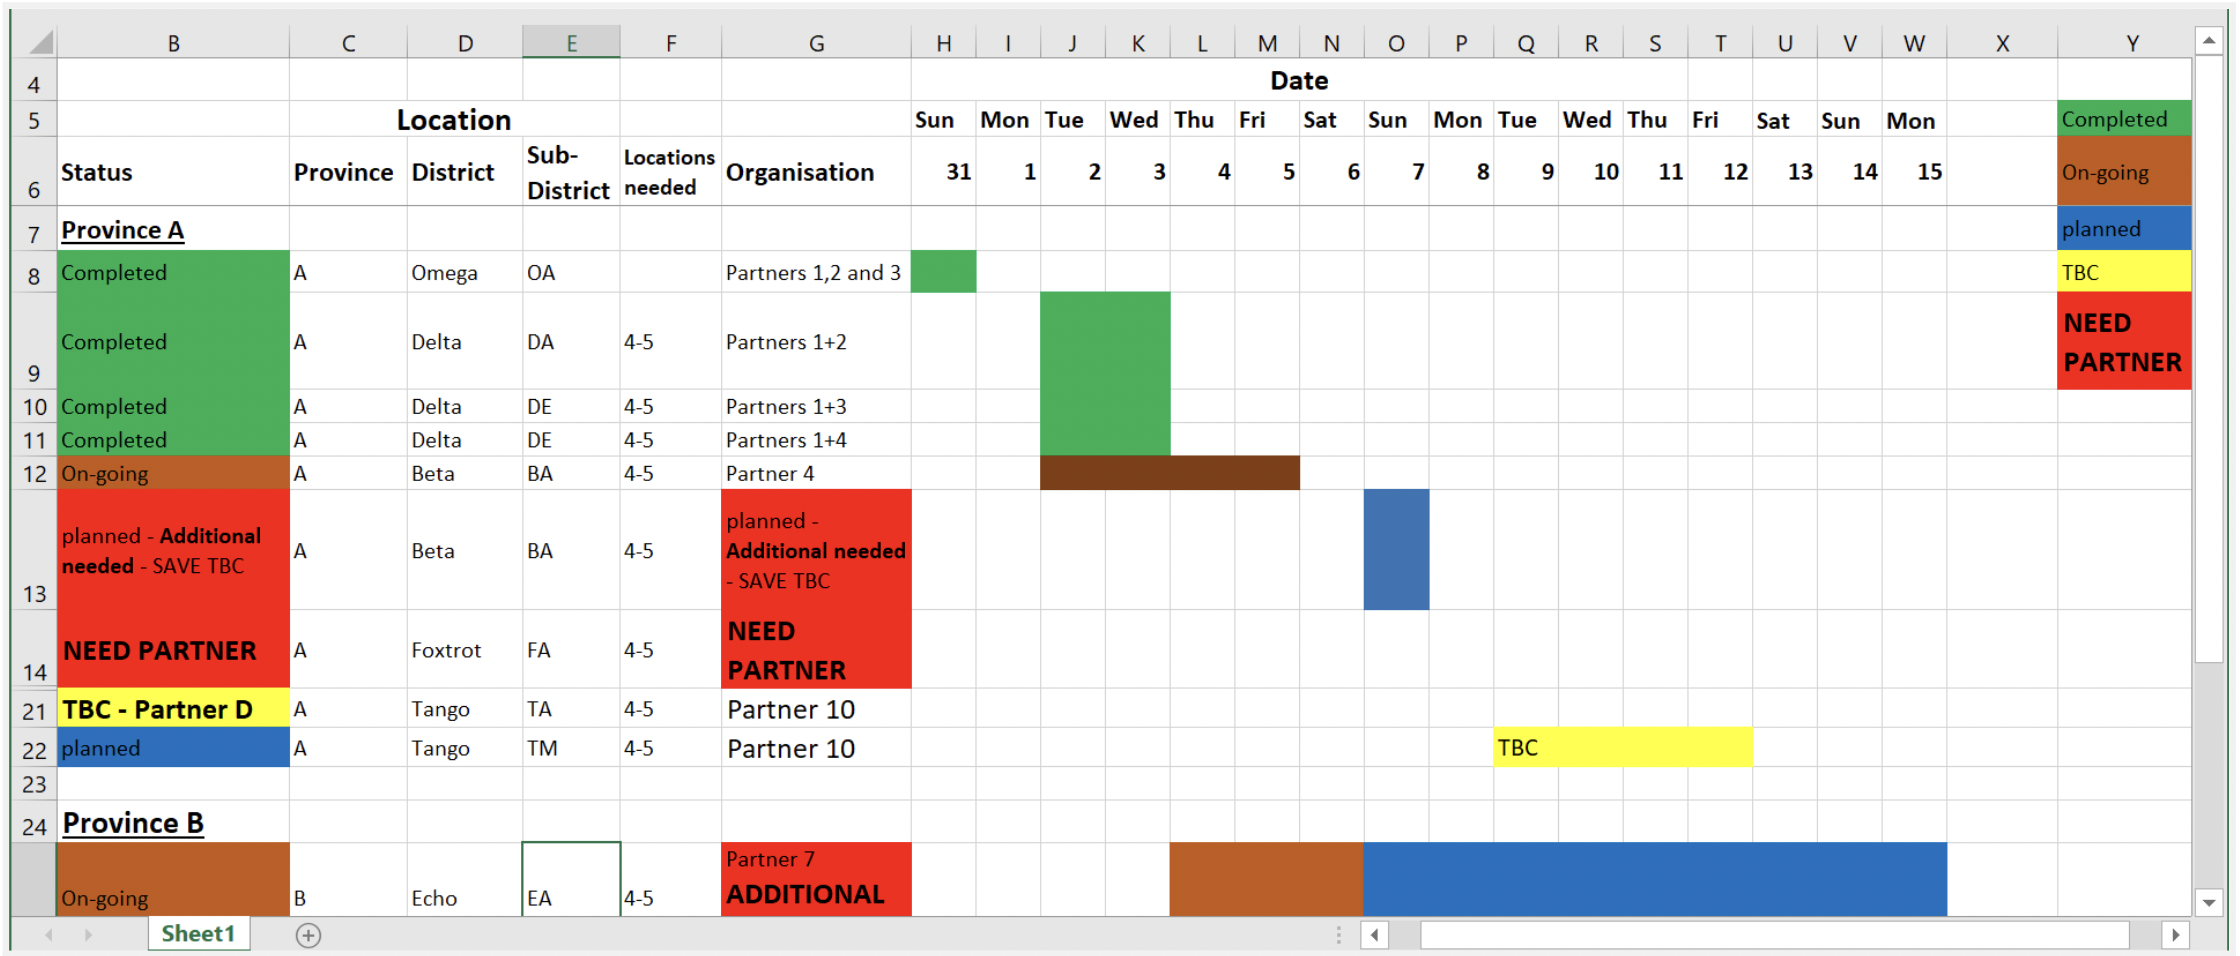 B C D E F G H I J K L M N O P Q R S T U V W X Y
4 Date
5 Location Sun Mon Tue Wed Thu Fri Sat Sun Mon Tue Wed Thu Fri Sat Sun Mon Completed
6 Status Province District Sub-District Locations needed Organisation 31 1 2 3 4 5 6 7 8 9 10 11 12 13 14 15 On-going
7 Province A planned
8 Completed A Omega OA Partners 1,2 and 3 TBC
9 Completed A Delta DA 4-5 Partners 1+2 NEED PARTNER
10 Completed A Delta DE 4-5 Partners 1+3
11 Completed A Delta DE 4-5 Partners 1+4
12 On-going A Beta BA 4-5 Partner 4
13 planned - Additional needed - SAVE TBC A Beta BA 4-5 planned - Additional needed - SAVE TBC
14 NEED PARTNER A Foxtrot FA 4-5 NEED PARTNER
21 TBC - Partner D A Tango TA 4-5 Partner 10
22 planned A Tango TM 4-5 Partner 10 TBC
23
24 Province B
On-going B Echo EA 4-5 Partner 7 ADDITIONAL
Sheet1